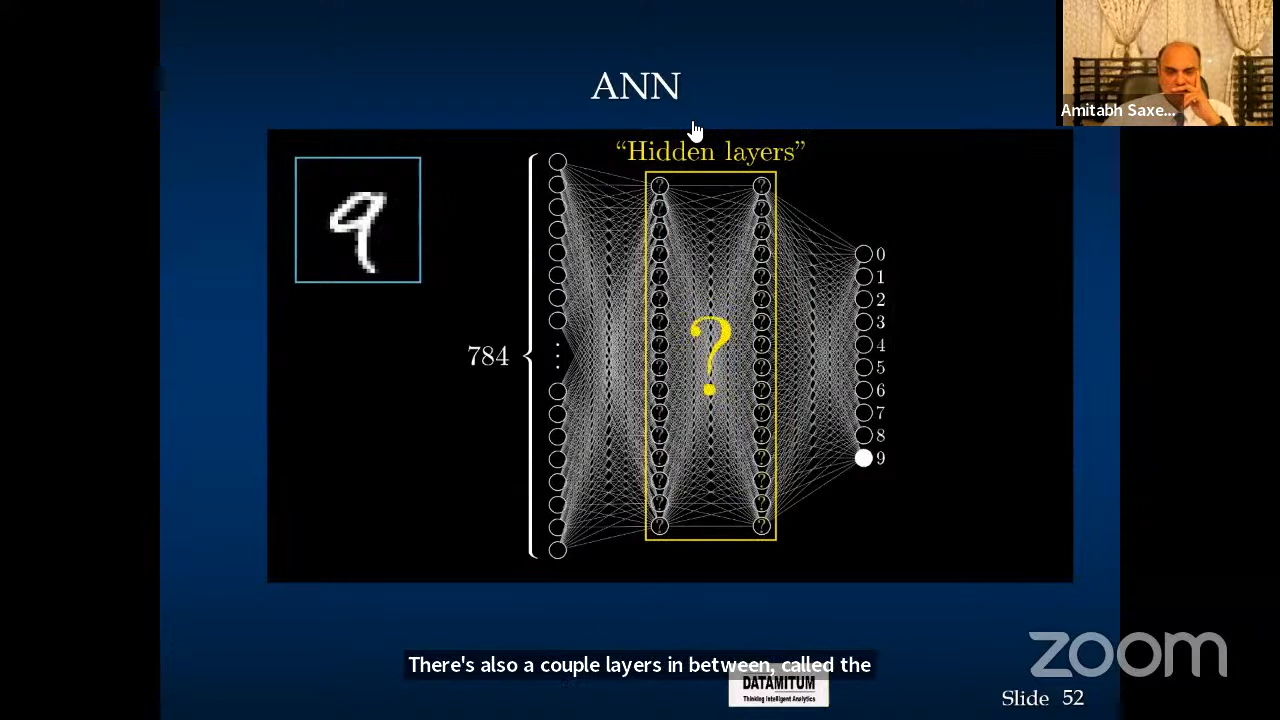 ANN
Amitabh Saxe...
“Hidden layers”
784
?
0
1
2
3
4
5
6
7
8
9
There's also a couple layers in between, called the
DATAMITUM
Thinking Intelligent Analytics
zoom
Slide 52